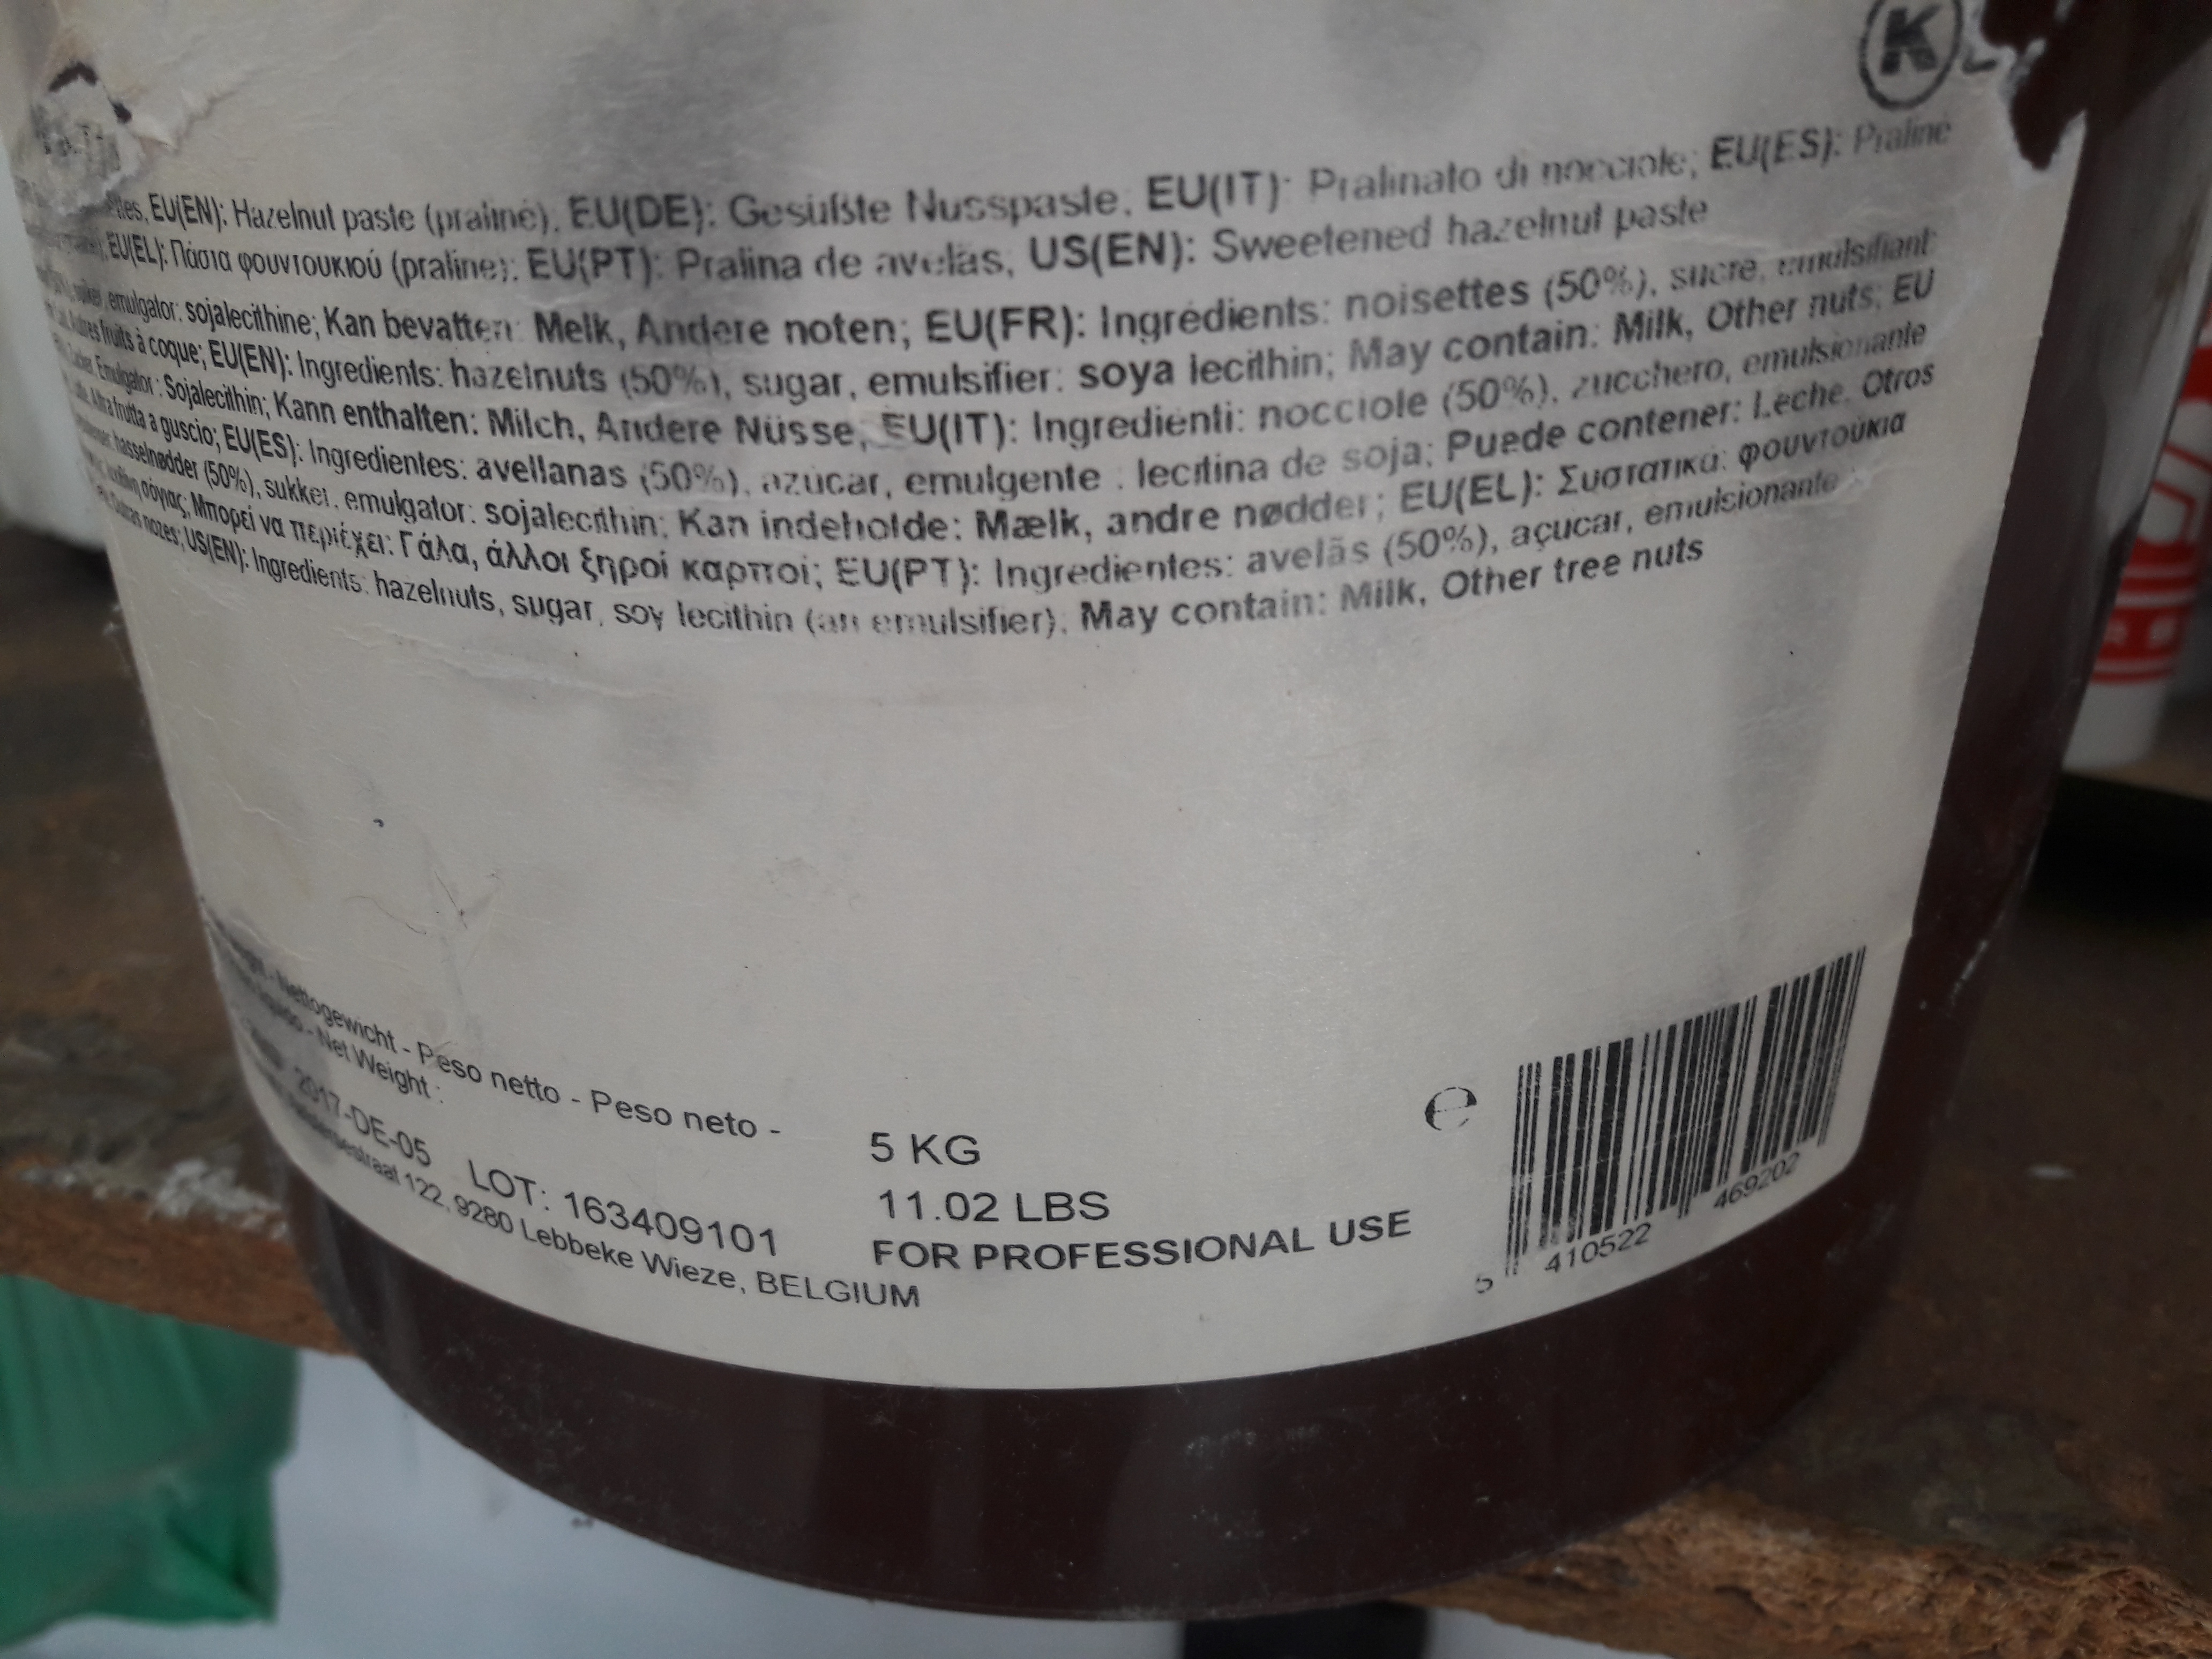 K
EU(EN): Hazelnut paste (praliné), EU(DE): Gesüßte Nusspaste, EU(IT): Pralinato di nocciole, EU(ES): Praliné
EU(EL): Πάστα φουντουκιού (praline), EU(PT): Pralina de avelãs, US(EN): Sweetened hazelnut paste
emulgator: sojalecithine; Kan bevatten: Melk, Andere noten; EU(FR): Ingrédients: noisettes (50%), sucre, emulsifiant
Autres fruits à coque; EU(EN): Ingredients: hazelnuts (50%), sugar, emulsifier: soya lecithin; May contain: Milk, Other nuts; EU
Zucker, Emulgator: Sojalecithin; Kann enthalten: Milch, Andere Nüsse, EU(IT): Ingredienti: nocciole (50%), zucchero, emulsionante
Altra frutta a guscio; EU(ES): Ingredientes: avellanas (50%), azúcar, emulgente : lecitina de soja; Puede contener: Leche, Otros
hasselnødder (50%), sukker, emulgator: sojalecithin; Kan indeholde: Mælk, andre nødder; EU(EL): Συστατικά: φουντούκια
σόγιας; Μπορεί να περιέχει: Γάλα, άλλοι ξηροί καρποί; EU(PT): Ingredientes: avelãs (50%), açucar, emulsionante
Outras nozes; US(EN): Ingredients: hazelnuts, sugar, soy lecithin (an emulsifier); May contain: Milk, Other tree nuts
Nettogewicht - Peso netto - Peso neto -
- Net Weight :
5 KG
11.02 LBS
2017-DE-05 LOT: 163409101
FOR PROFESSIONAL USE
122, 9280 Lebbeke Wieze, BELGIUM
e
5 410522 469202